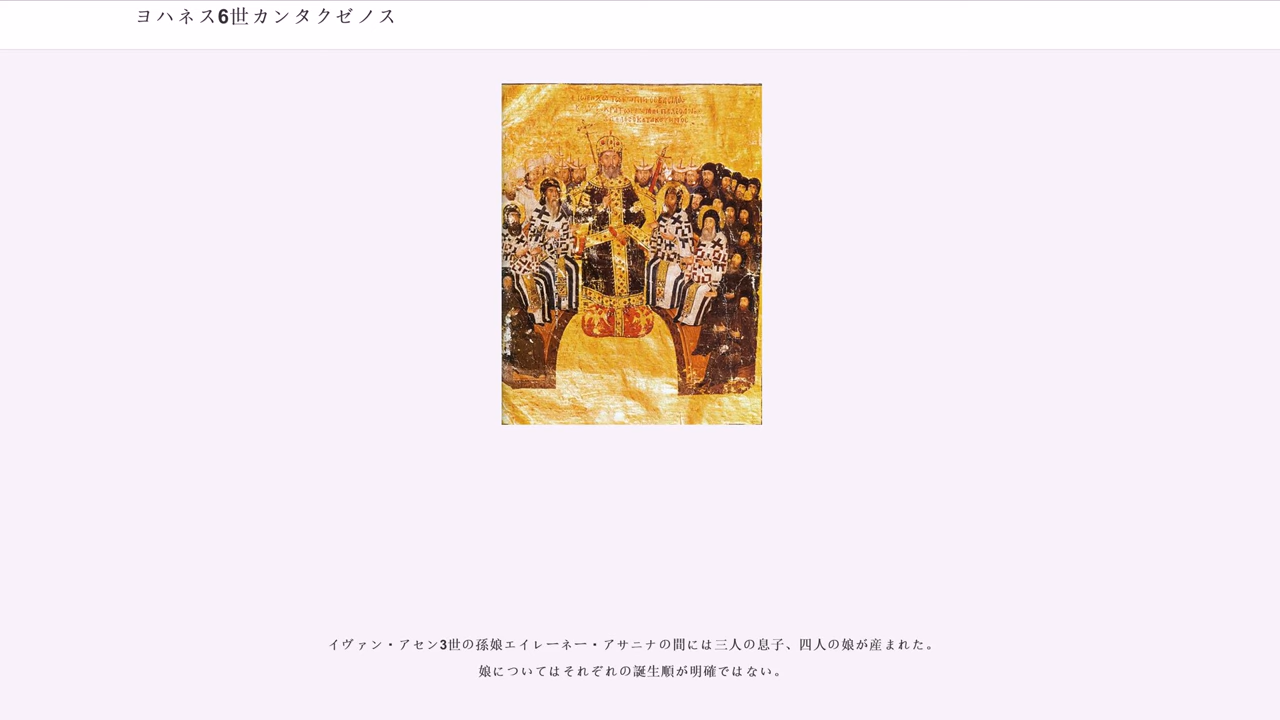 ヨハネス6世カンタクゼノス
イヴァン・アセン3世の孫娘エイレーネー・アサニナの間には三人の息子、四人の娘が産まれた。
娘についてはそれぞれの誕生順が明確ではない。